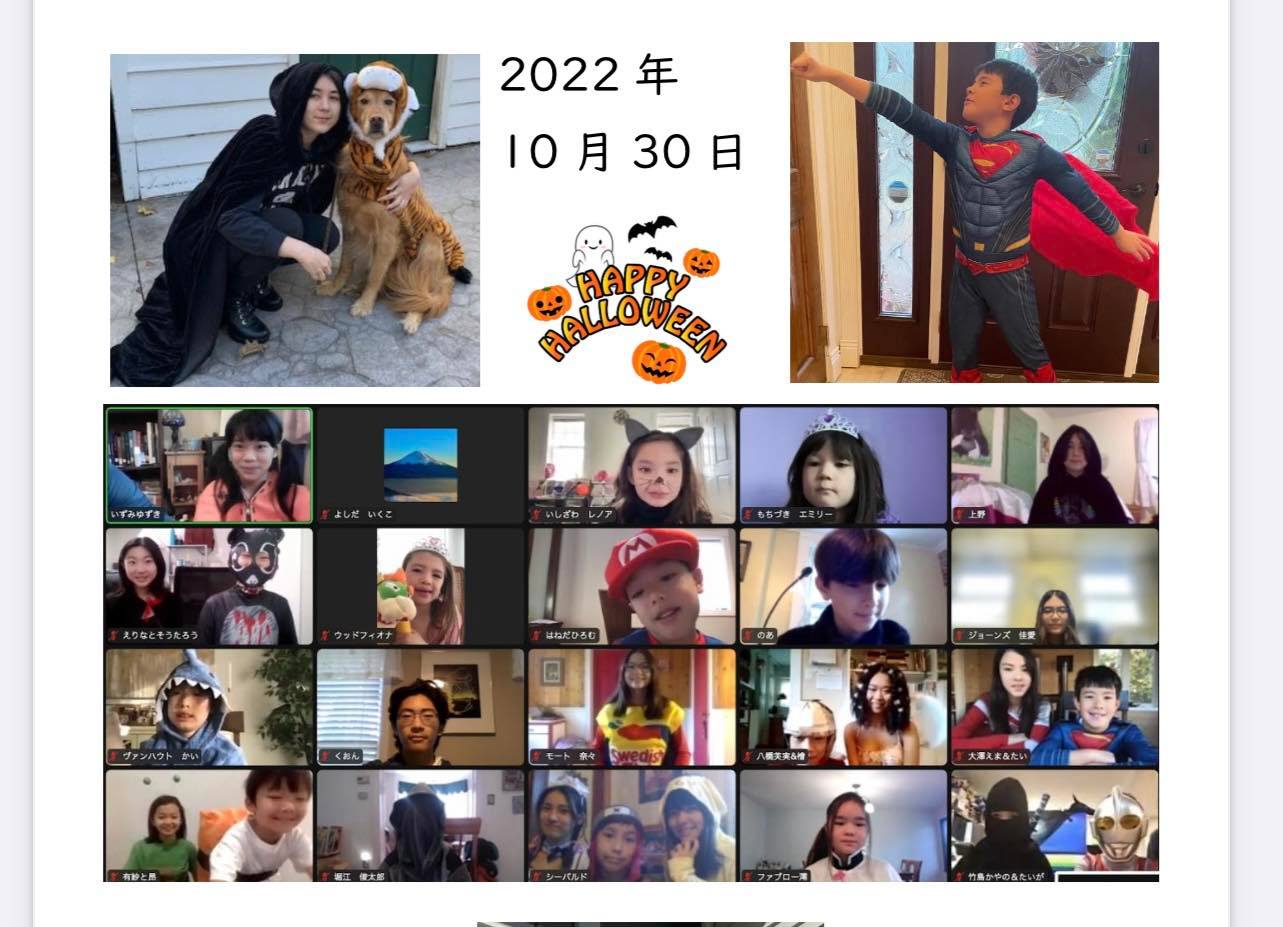 2022 年
10 月 30 日
HAPPY
HALLOWEEN
いずみゆずき
よしだ いくこ
いしざわ レノア
もちづき エミリー
上野
えりなとそうたろう
ウッドフィオナ
M
はねだひろむ
のあ
ジョーンズ 佳愛
ヴァンハウト かい
くおん
Swedish
モート 奈々
八橋芙実&檜
大澤えま&たい
有紗と昂
堀江 俊太郎
シーバルド
ファブロー澪
竹島かやの&たいが